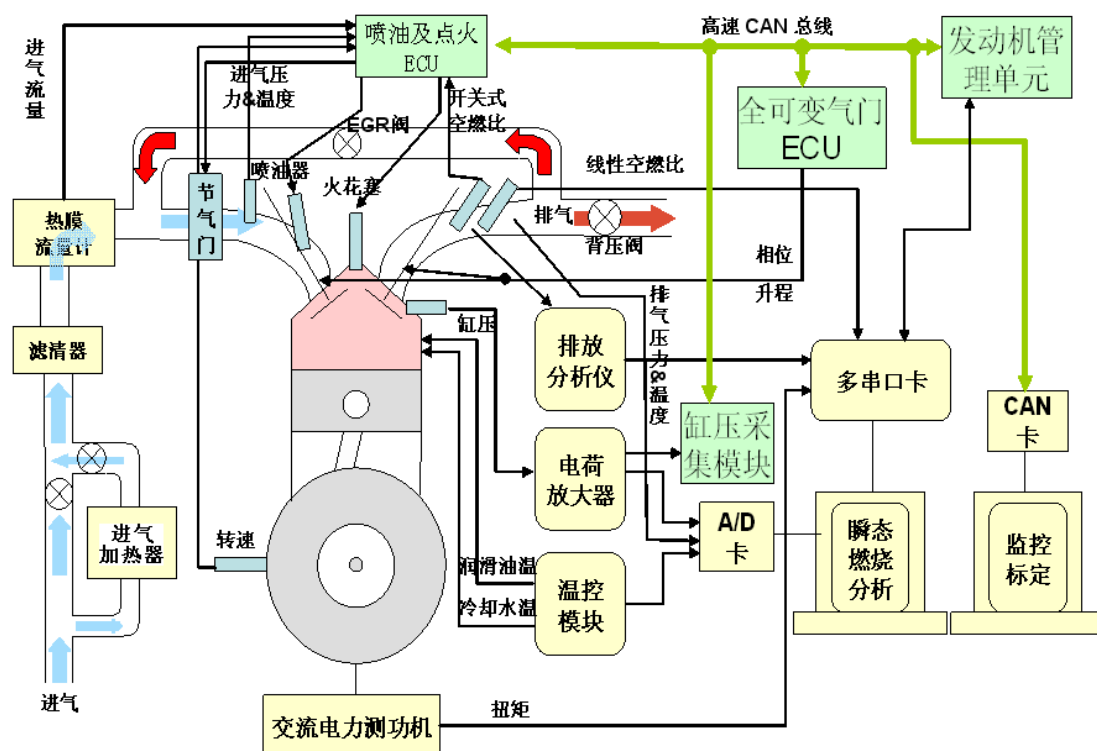 进气流量
喷油及点火
ECU
高速 CAN 总线
发动机管
理单元
进气压
力&温度
开关式
空燃比
全可变气门
ECU
EGR阀
喷油器
火花塞
线性空燃比
节气门
热膜
流量计
排气
背压阀
相位
升程
缸压
排气压力&温度
滤清器
排放
分析仪
多串口卡
CAN
卡
缸压采
集模块
电荷
放大器
A/D
卡
进气
加热器
转速
润滑油温
冷却水温
温控
模块
瞬态
燃烧
分析
监控
标定
进气
交流电力测功机
扭矩